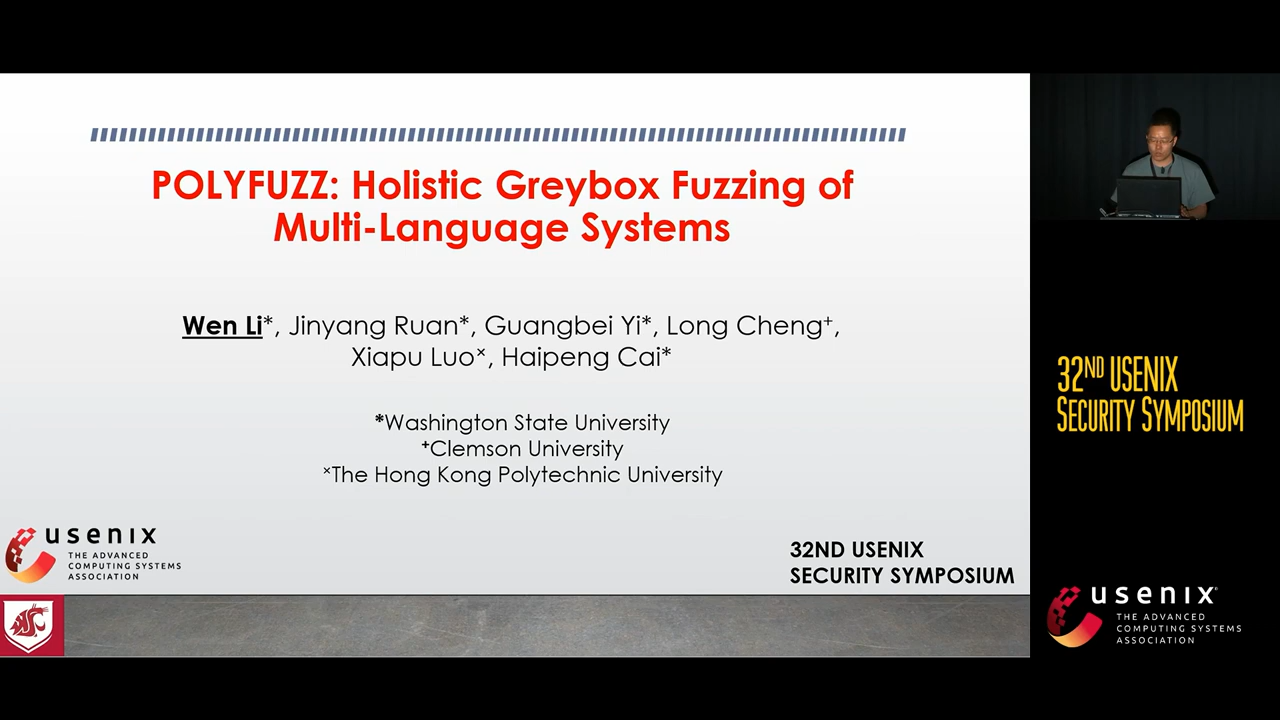 POLYFUZZ: Holistic Greybox Fuzzing of
Multi-Language Systems
Wen Li*, Jinyang Ruan*, Guangbei Yi*, Long Cheng⁺,
Xiapu Luoˣ, Haipeng Cai*
*Washington State University
⁺Clemson University
ˣThe Hong Kong Polytechnic University
usenix
THE ADVANCED
COMPUTING SYSTEMS
ASSOCIATION
32ND USENIX
SECURITY SYMPOSIUM
32ND USENIX
SECURITY SYMPOSIUM
usenix
THE ADVANCED
COMPUTING SYSTEMS
ASSOCIATION